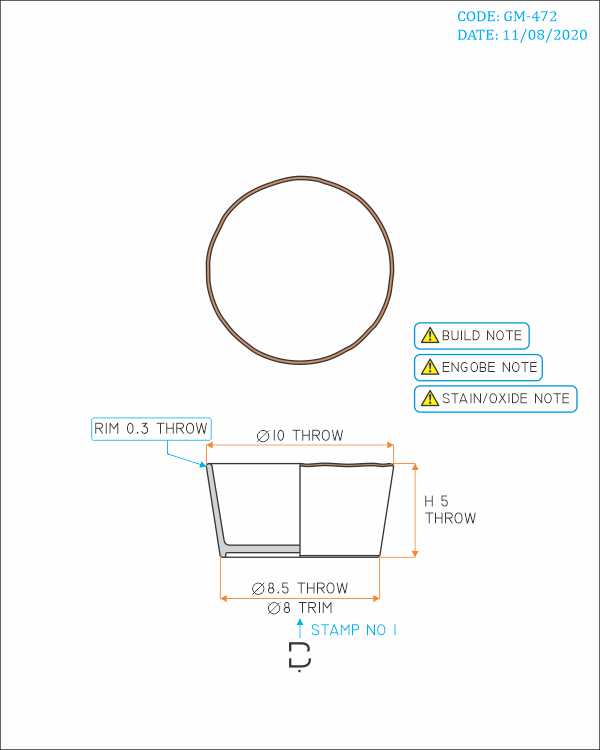 CODE: GM-472
DATE: 11/08/2020
BUILD NOTE
ENGOBE NOTE
STAIN/OXIDE NOTE
RIM 0.3 THROW
∅10 THROW
H 5
THROW
∅8.5 THROW
∅8 TRIM
STAMP NO 1